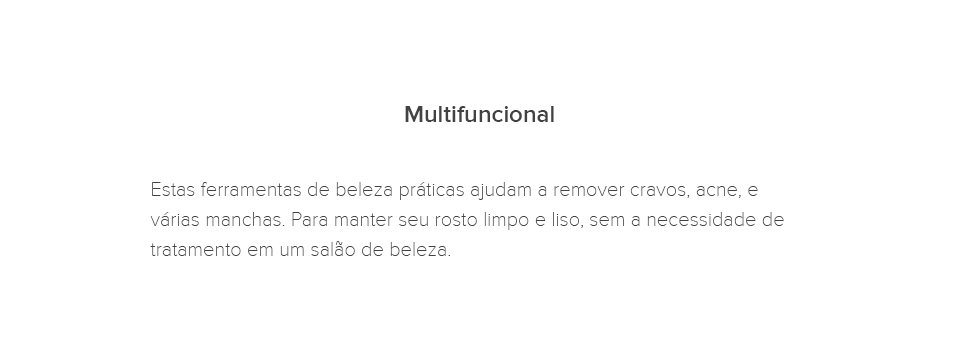 Multifuncional
Estas ferramentas de beleza práticas ajudam a remover cravos, acne, e
várias manchas. Para manter seu rosto limpo e liso, sem a necessidade de
tratamento em um salão de beleza.